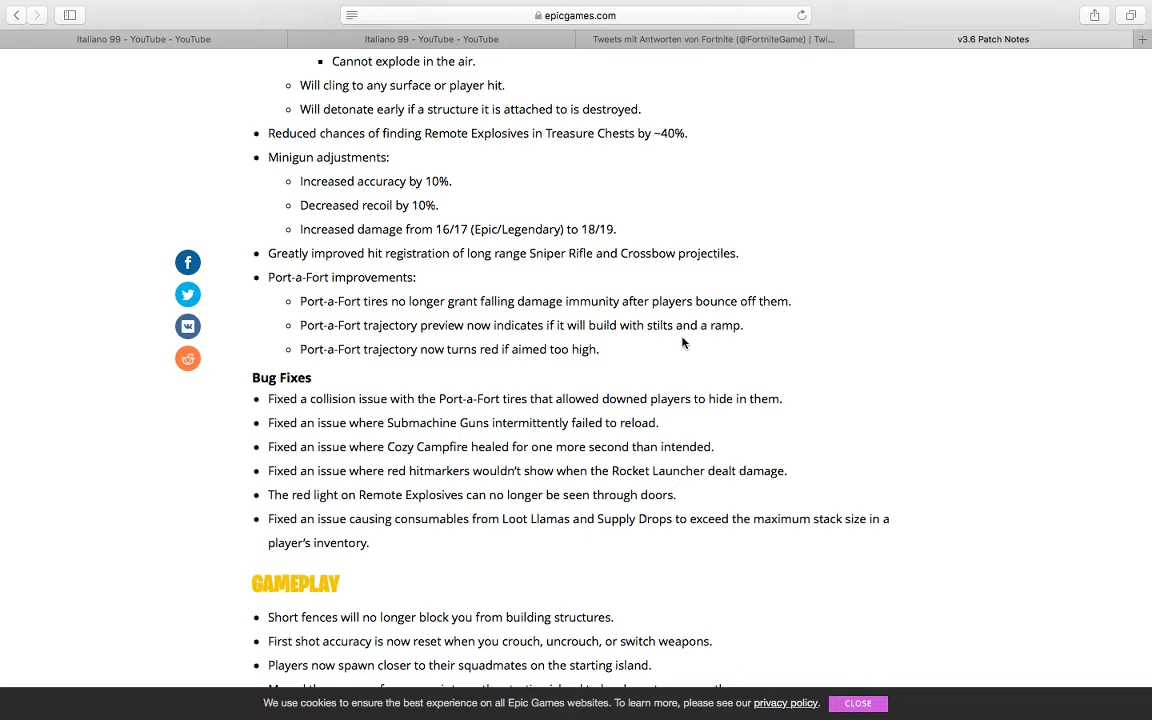 epicgames.com
Italiano 99 - YouTube - YouTube
Italiano 99 - YouTube - YouTube
Tweets mit Antworten von Fortnite (@FortniteGame) | Twi...
v3.6 Patch Notes
Cannot explode in the air.
Will cling to any surface or player hit.
Will detonate early if a structure it is attached to is destroyed.
Reduced chances of finding Remote Explosives in Treasure Chests by ~40%.
Minigun adjustments:
Increased accuracy by 10%.
Decreased recoil by 10%.
Increased damage from 16/17 (Epic/Legendary) to 18/19.
Greatly improved hit registration of long range Sniper Rifle and Crossbow projectiles.
Port-a-Fort improvements:
Port-a-Fort tires no longer grant falling damage immunity after players bounce off them.
Port-a-Fort trajectory preview now indicates if it will build with stilts and a ramp.
Port-a-Fort trajectory now turns red if aimed too high.
Bug Fixes
Fixed a collision issue with the Port-a-Fort tires that allowed downed players to hide in them.
Fixed an issue where Submachine Guns intermittently failed to reload.
Fixed an issue where Cozy Campfire healed for one more second than intended.
Fixed an issue where red hitmarkers wouldn't show when the Rocket Launcher dealt damage.
The red light on Remote Explosives can no longer be seen through doors.
Fixed an issue causing consumables from Loot Llamas and Supply Drops to exceed the maximum stack size in a
player's inventory.
GAMEPLAY
Short fences will no longer block you from building structures.
First shot accuracy is now reset when you crouch, uncrouch, or switch weapons.
Players now spawn closer to their squadmates on the starting island.
We use cookies to ensure the best experience on all Epic Games websites. To learn more, please see our privacy policy.
CLOSE